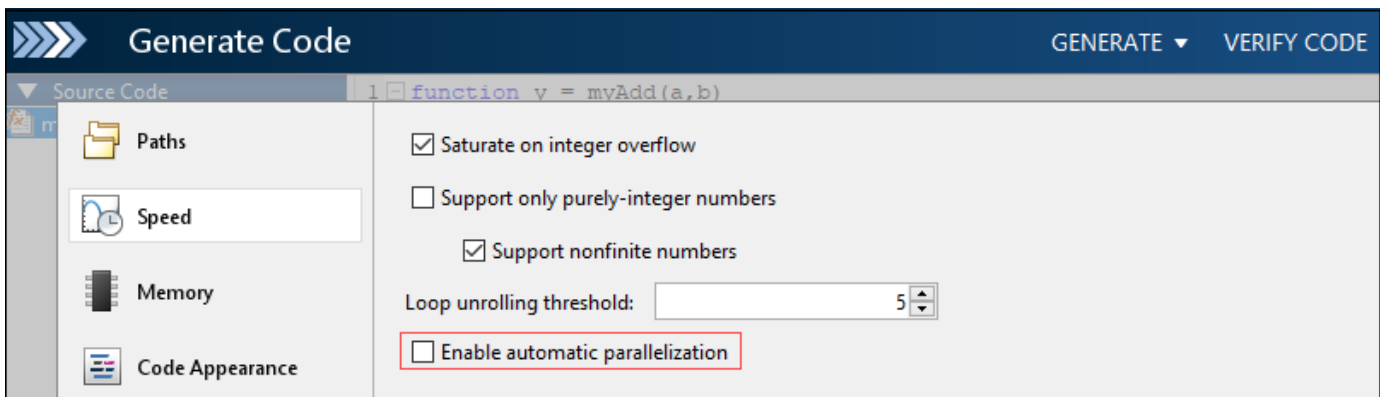 Generate Code
GENERATE ▼ VERIFY CODE
Source Code
1 function y = myAdd(a,b)
m
Paths
Speed
Memory
Code Appearance
Saturate on integer overflow
Support only purely-integer numbers
Support nonfinite numbers
Loop unrolling threshold: 5
Enable automatic parallelization